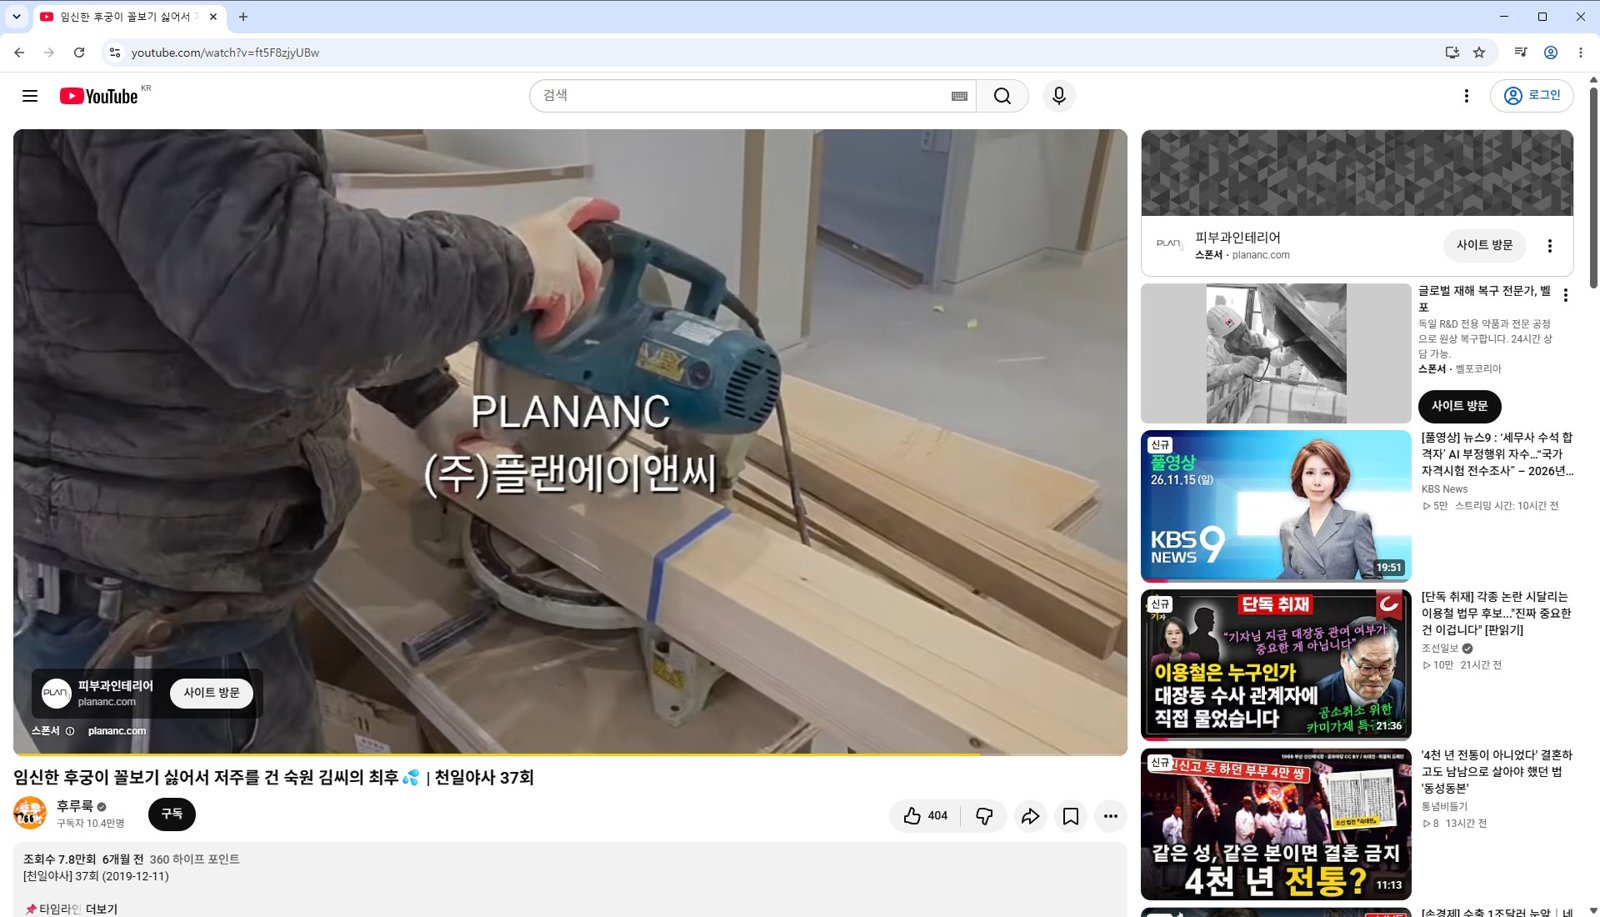 임신한 후궁이 꼴보기 싫어서
youtube.com/watch?v=ft5F8zjyUBw
YouTube KR
검색
로그인
PLANANC
(주)플랜에이앤씨
PLAN
피부과인테리어
plananc.com
사이트 방문
스폰서 plananc.com
임신한 후궁이 꼴보기 싫어서 저주를 건 숙원 김씨의 최후💦 | 천일야사 37회
후루룩
구독자 10.4만명
구독
404
조회수 7.8만회 6개월 전 360 하이프 포인트
[천일야사] 37회 (2019-12-11)
📌타임라인 더보기
PLAN
피부과인테리어
스폰서 · plananc.com
사이트 방문
글로벌 재해 복구 전문가, 벨
포
독일 R&D 전용 약품과 전문 공정
으로 원상 복구합니다. 24시간 상
담 가능.
스폰서 · 벨포코리아
사이트 방문
신규
풀영상
26.11.15(일)
KBS
NEWS 9
19:51
[풀영상] 뉴스9 : ‘세무사 수석 합
격자’ AI 부정행위 자수…“국가
자격시험 전수조사” – 2026년...
KBS News
5만 스트리밍 시간: 10시간 전
신규
단독 취재
"기자님 지금 대장동 관여 여부가
중요한 게 아닙니다"
이용철은 누구인가
대장동 수사 관계자에
직접 물었습니다
공소취소 위한
카미가제 특
21:36
[단독 취재] 각종 논란 시달리는
이용철 법무 후보..."진짜 중요한
건 이겁니다" [판읽기]
조선일보
10만 21시간 전
신규
신고 못 하던 부부 4만 쌍
같은 성, 같은 본이면 결혼 금지
4천 년 전통?
11:13
'4천 년 전통이 아니었다' 결혼하
고도 남남으로 살아야 했던 법
'동성동본'
통념비틀기
8 13시간 전
[손경제] 수출 1조달러 눈앞 | 네